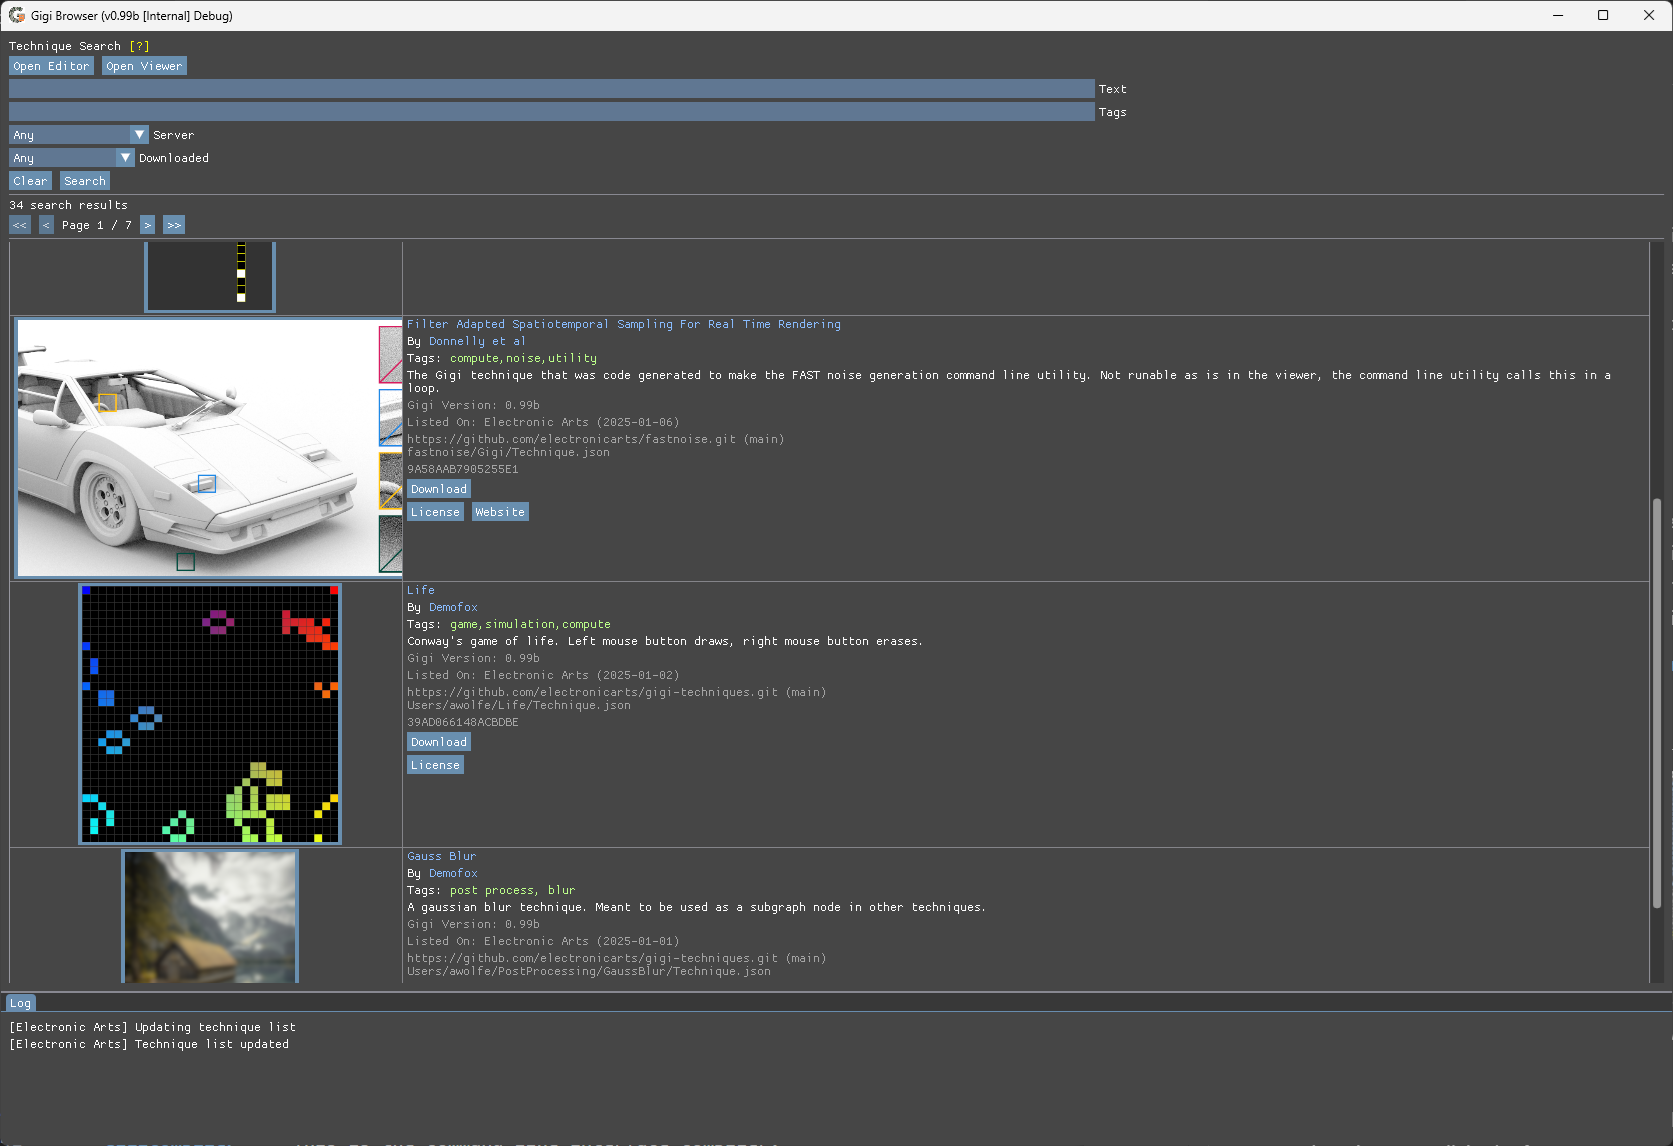 Gigi Browser (v0.99b [Internal] Debug)
Technique Search [?]
Open Editor Open Viewer
Text
Tags
Any Server
Any Downloaded
Clear Search
34 search results
<< < Page 1 / 7 > >>
Filter Adapted Spatiotemporal Sampling For Real Time Rendering
By Donnelly et al
Tags: compute,noise,utility
The Gigi technique that was code generated to make the FAST noise generation command line utility. Not runable as is in the viewer, the command line utility calls this in a
loop.
Gigi Version: 0.99b
Listed On: Electronic Arts (2025-01-06)
https://github.com/electronicarts/fastnoise.git (main)
fastnoise/Gigi/Technique.json
9A58AAB7905255E1
Download
License Website
Life
By Demofox
Tags: game,simulation,compute
Conway's game of life. Left mouse button draws, right mouse button erases.
Gigi Version: 0.99b
Listed On: Electronic Arts (2025-01-02)
https://github.com/electronicarts/gigi-techniques.git (main)
Users/awolfe/Life/Technique.json
39AD066148ACBDBE
Download
License
Gauss Blur
By Demofox
Tags: post process, blur
A gaussian blur technique. Meant to be used as a subgraph node in other techniques.
Gigi Version: 0.99b
Listed On: Electronic Arts (2025-01-01)
https://github.com/electronicarts/gigi-techniques.git (main)
Users/awolfe/PostProcessing/GaussBlur/Technique.json
Log
[Electronic Arts] Updating technique list
[Electronic Arts] Technique list updated